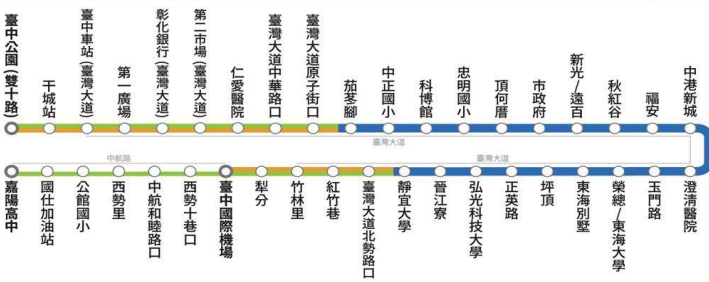 臺中公園(雙十路)
干城站
臺中車站(臺灣大道)
第一廣場
彰化銀行(臺灣大道)
第二市場(臺灣大道)
仁愛醫院
臺灣大道中華路口
臺灣大道原子街口
茄苳腳
中正國小
科博館
忠明國小
頂何厝
市政府
新光/遠百
秋紅谷
福安
中港新城
臺灣大道
中航路
臺灣大道
嘉陽高中
國仕加油站
公館國小
西勢里
中航和睦路口
西勢十巷口
臺中國際機場
犁分
竹林里
紅竹巷
臺灣大道北勢路口
靜宜大學
晉江寮
弘光科技大學
正英路
坪頂
東海別墅
榮總/東海大學
玉門路
澄清醫院